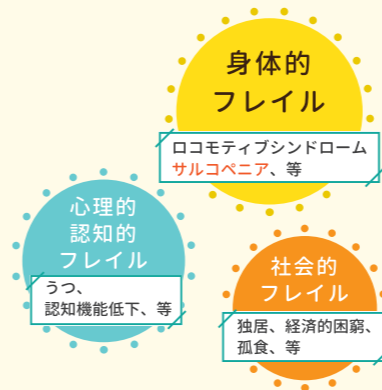 身体的
フレイル
ロコモティブシンドローム
サルコペニア、等
心理的
認知的
フレイル
うつ、
認知機能低下、等
社会的
フレイル
独居、経済的困窮、
孤食、等